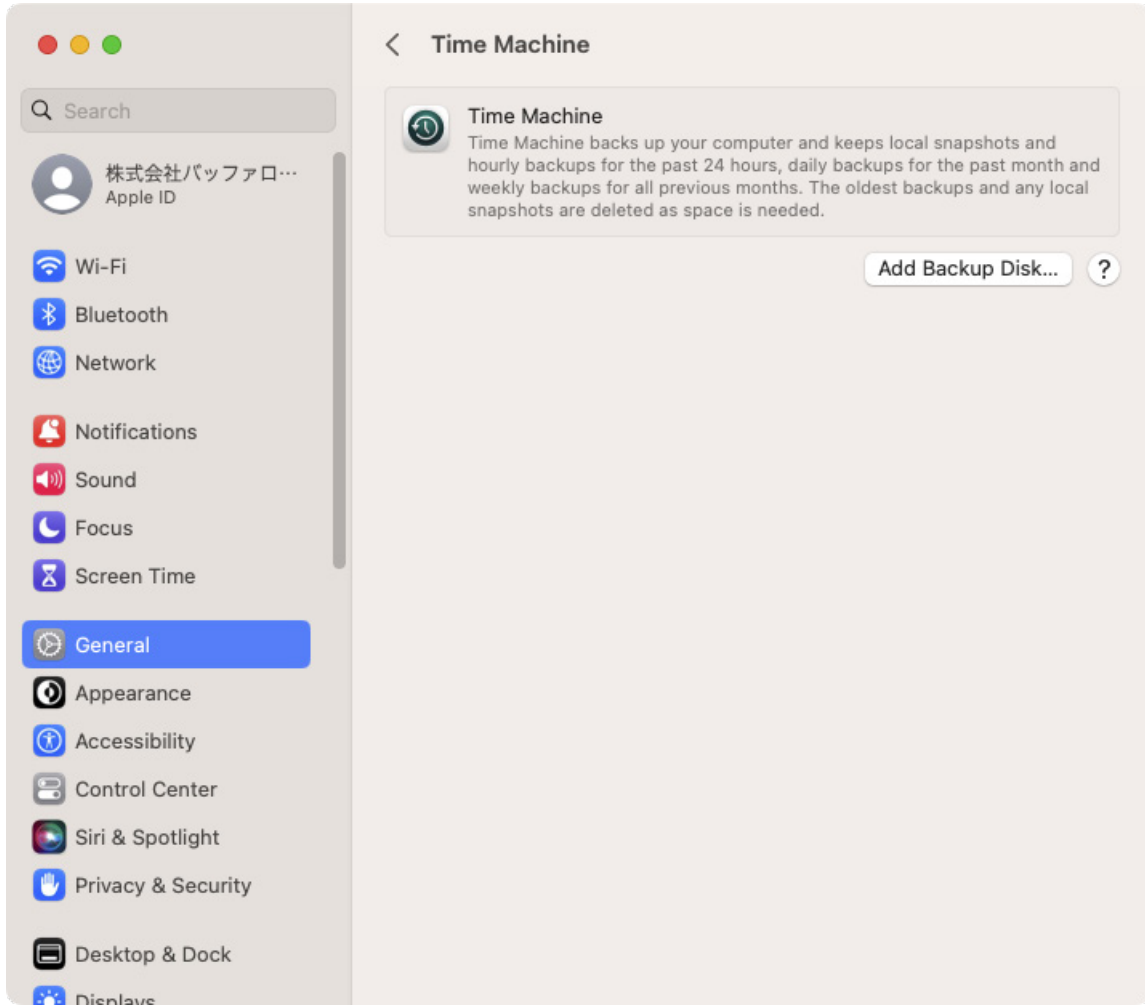 Time Machine
Search
株式会社バッファロ…
Apple ID
Wi-Fi
Bluetooth
Network
Notifications
Sound
Focus
Screen Time
General
Appearance
Accessibility
Control Center
Siri & Spotlight
Privacy & Security
Desktop & Dock
Displays
Time Machine
Time Machine backs up your computer and keeps local snapshots and
hourly backups for the past 24 hours, daily backups for the past month and
weekly backups for all previous months. The oldest backups and any local
snapshots are deleted as space is needed.
Add Backup Disk... ?